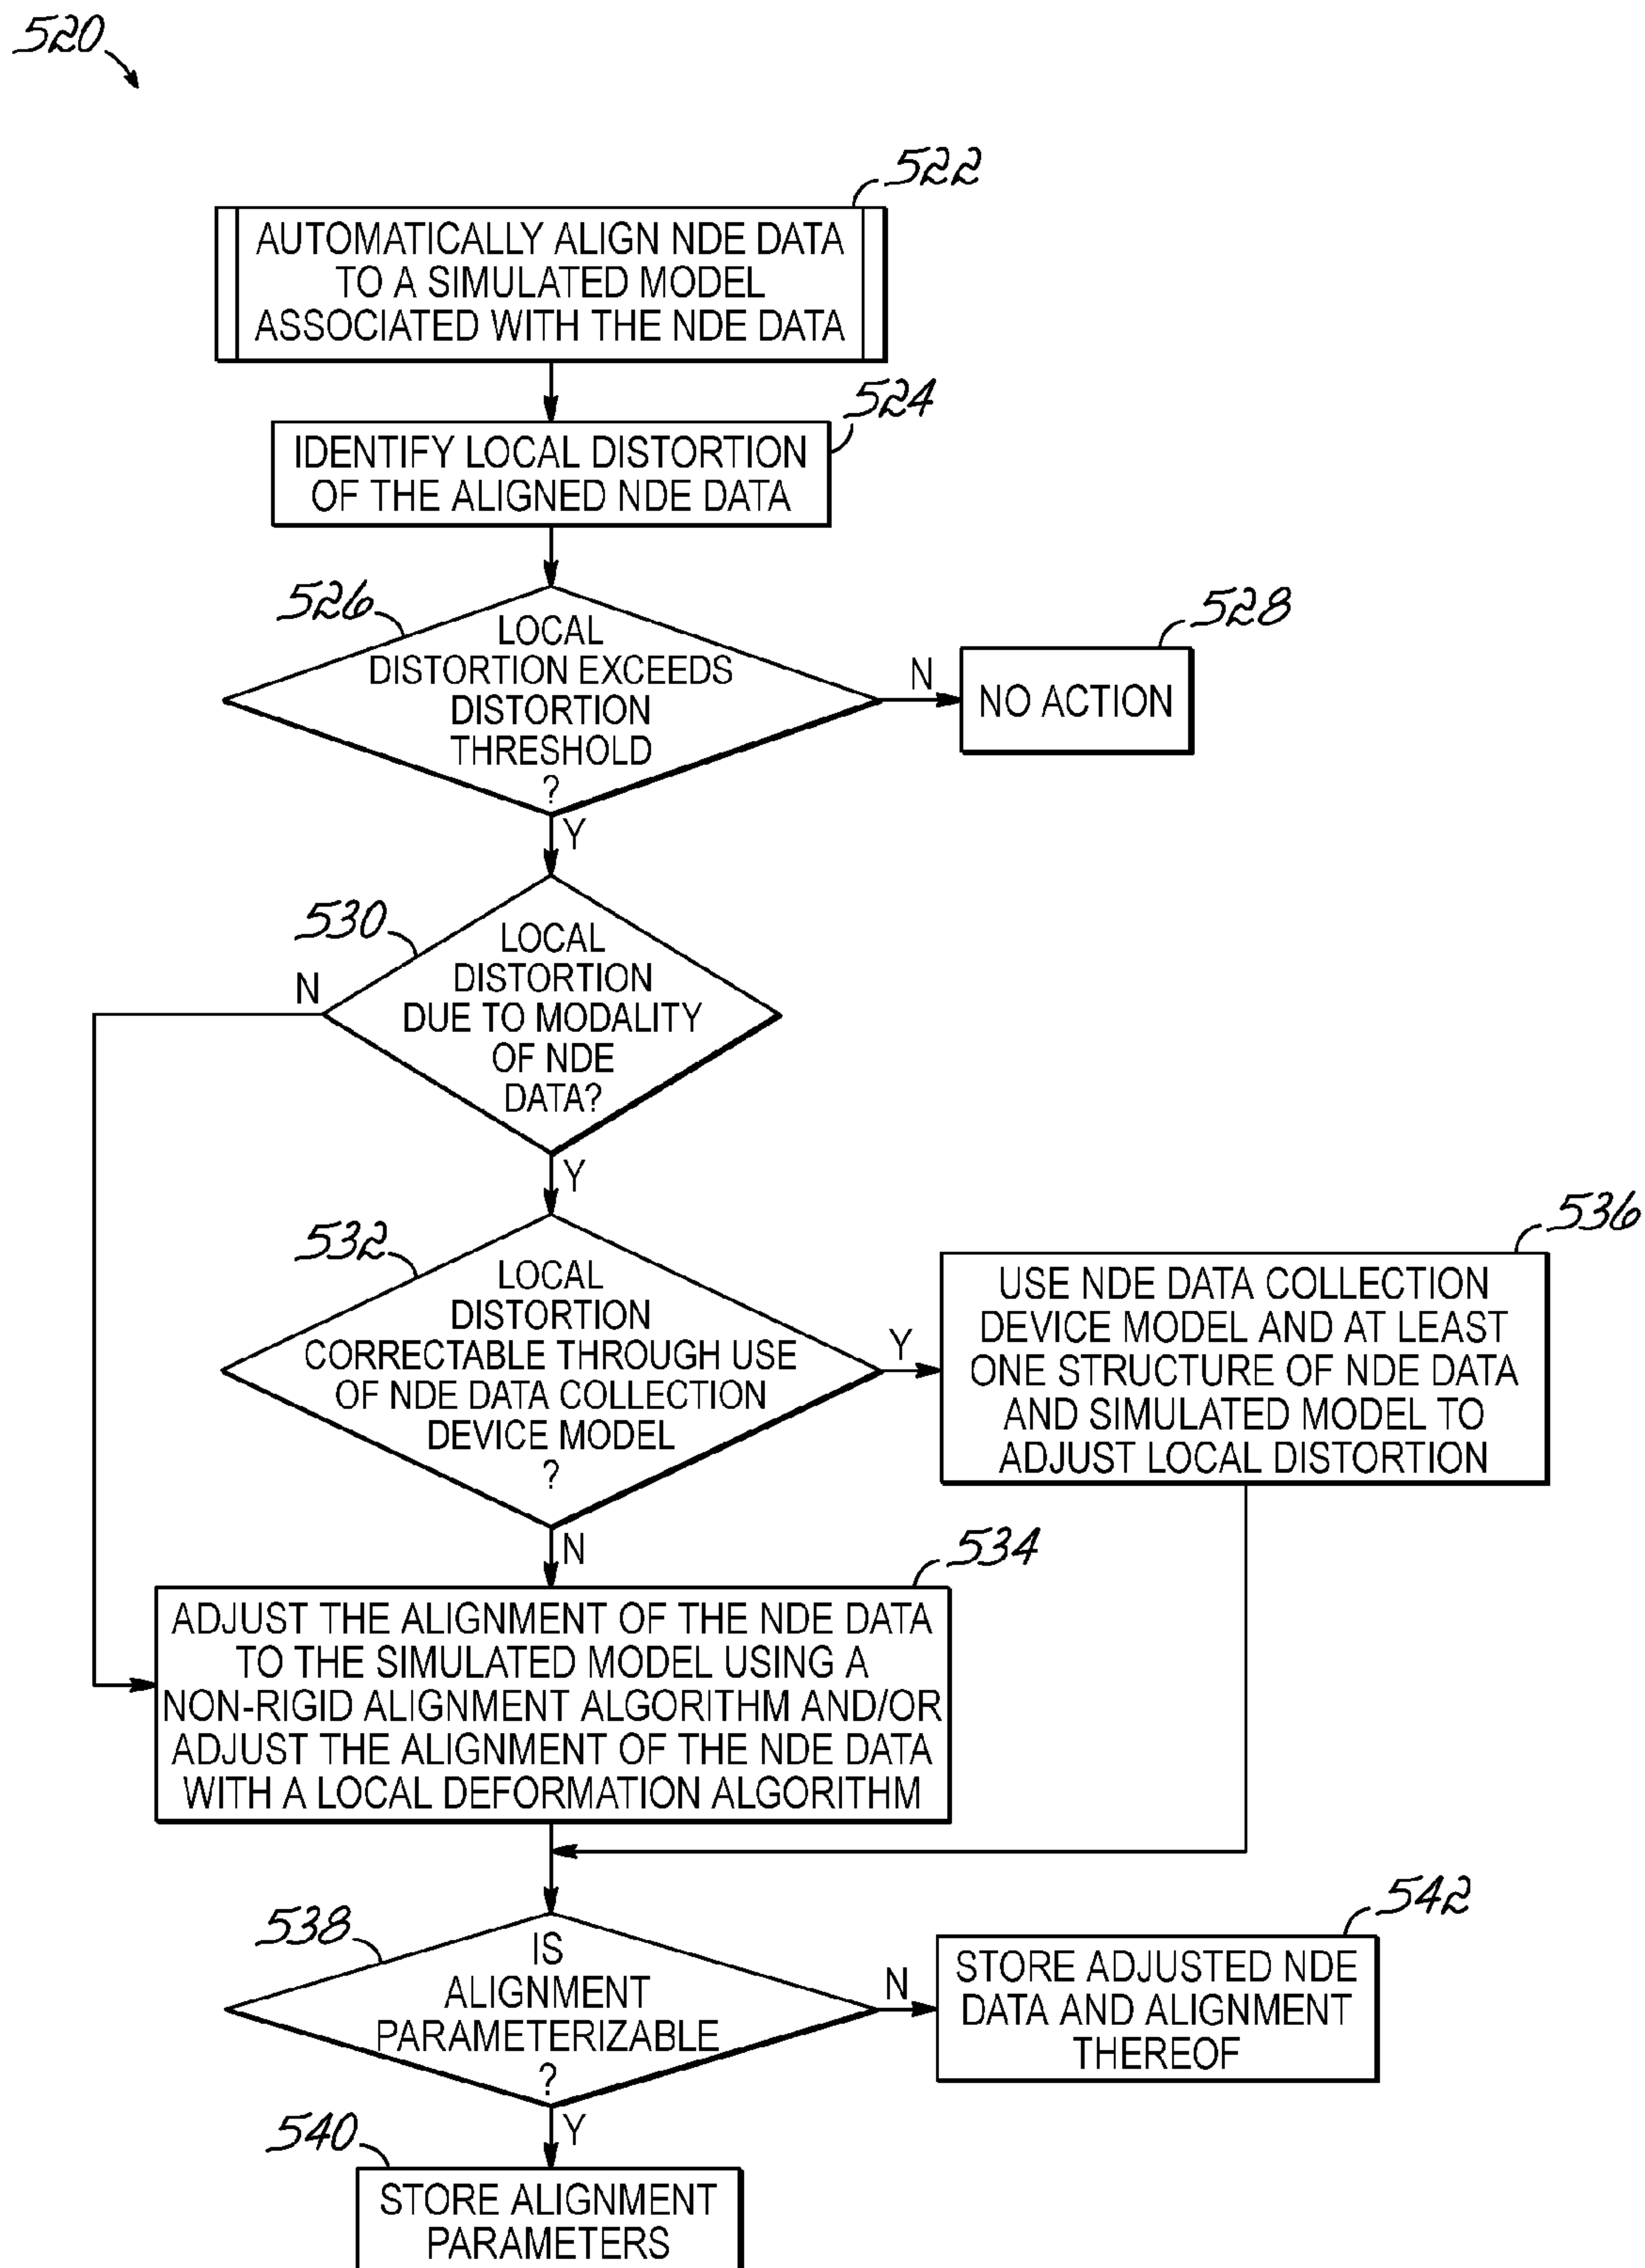 520
522
AUTOMATICALLY ALIGN NDE DATA
TO A SIMULATED MODEL
ASSOCIATED WITH THE NDE DATA
524
IDENTIFY LOCAL DISTORTION
OF THE ALIGNED NDE DATA
526
LOCAL
DISTORTION EXCEEDS
DISTORTION
THRESHOLD
?
N
528
NO ACTION
Y
530
LOCAL
DISTORTION
DUE TO MODALITY
OF NDE
DATA?
N
Y
532
LOCAL
DISTORTION
CORRECTABLE THROUGH USE
OF NDE DATA COLLECTION
DEVICE MODEL
?
Y
536
USE NDE DATA COLLECTION
DEVICE MODEL AND AT LEAST
ONE STRUCTURE OF NDE DATA
AND SIMULATED MODEL TO
ADJUST LOCAL DISTORTION
N
534
ADJUST THE ALIGNMENT OF THE NDE DATA
TO THE SIMULATED MODEL USING A
NON-RIGID ALIGNMENT ALGORITHM AND/OR
ADJUST THE ALIGNMENT OF THE NDE DATA
WITH A LOCAL DEFORMATION ALGORITHM
538
IS
ALIGNMENT
PARAMETERIZABLE
?
N
542
STORE ADJUSTED NDE
DATA AND ALIGNMENT
THEREOF
Y
540
STORE ALIGNMENT
PARAMETERS